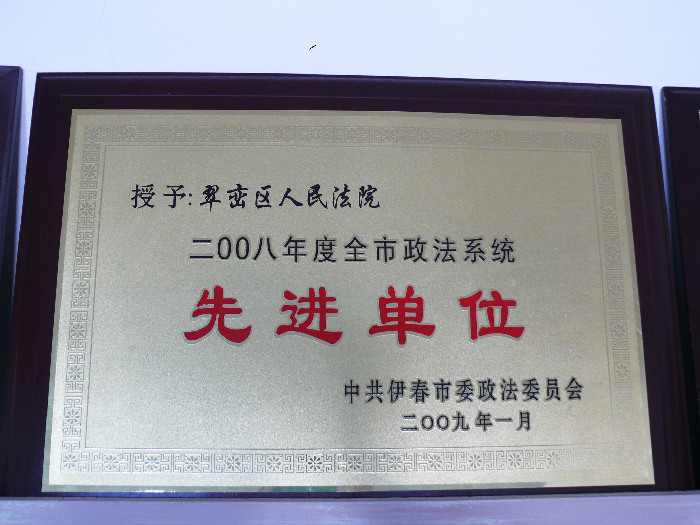 授予:翠峦区人民法院
二00八年度全市政法系统
先进单位
中共伊春市委政法委员会
二00九年一月